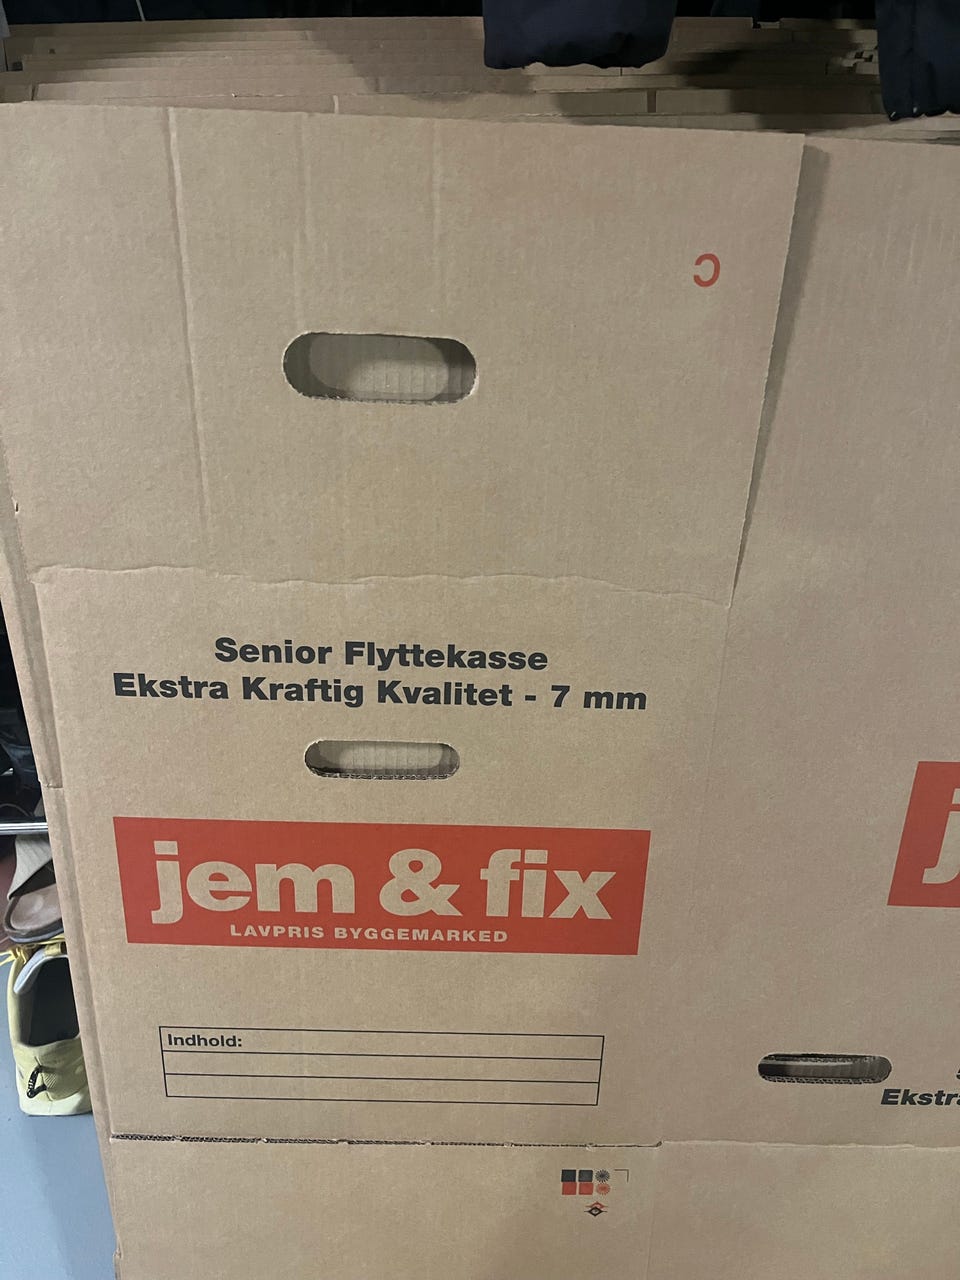 C
Senior Flyttekasse
Ekstra Kraftig Kvalitet - 7 mm
jem & fix
LAVPRIS BYGGEMARKED
Indhold:
j
Ekstra